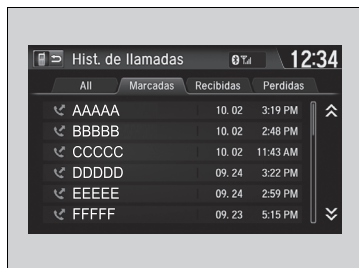 Hist. de llamadas 12:34
All Marcadas Recibidas Perdidas
AAAAA 10. 02 3:19 PM
BBBBB 10. 02 2:48 PM
CCCCC 10. 02 11:43 AM
DDDDD 09. 24 3:22 PM
EEEEE 09. 24 2:59 PM
FFFFF 09. 23 5:15 PM